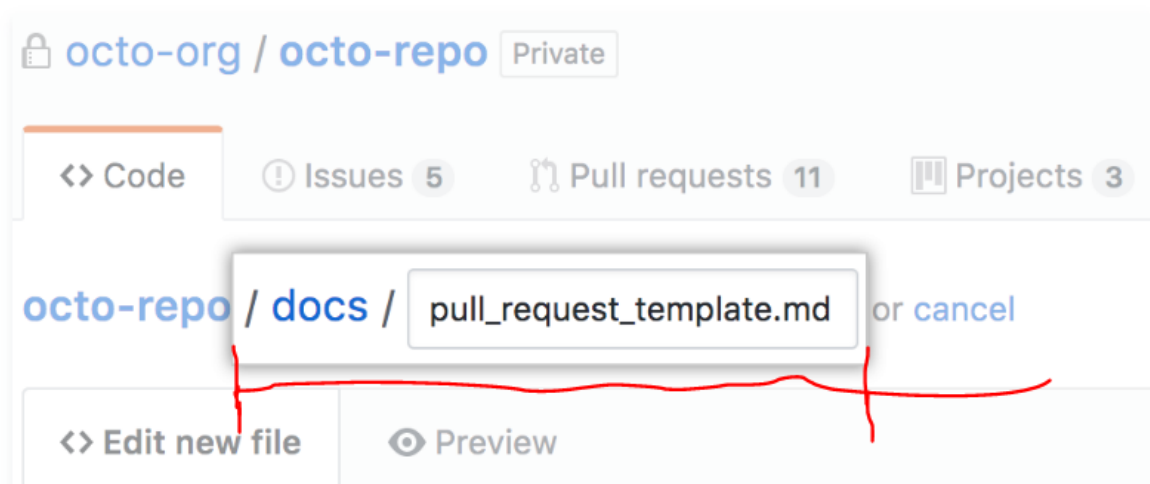 octo-org / octo-repo Private
<> Code Issues 5 Pull requests 11 Projects 3
octo-repo / docs / pull_request_template.md or cancel
<> Edit new file Preview